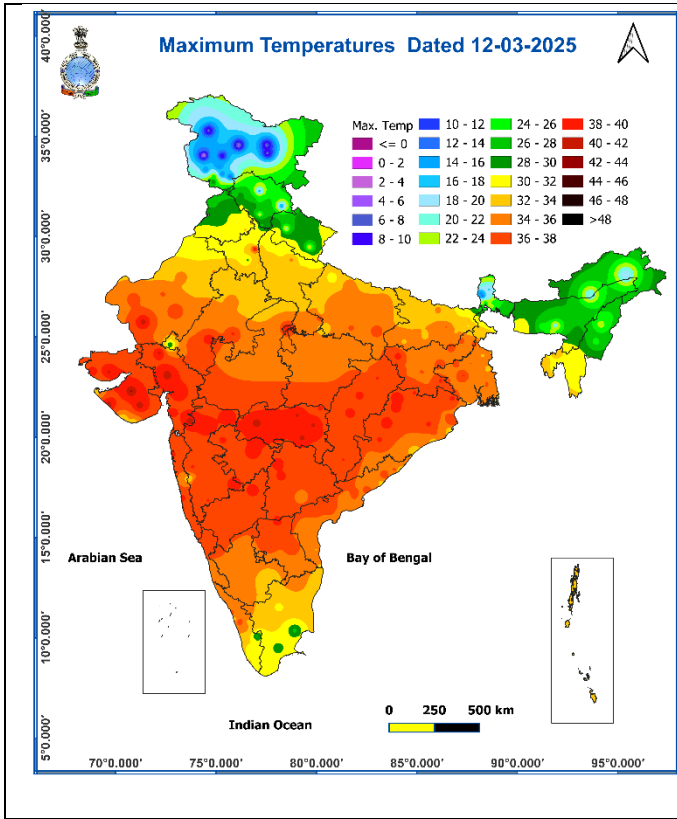 Maximum Temperatures Dated 12-03-2025
Max. Temp
<= 0
0 - 2
2 - 4
4 - 6
6 - 8
8 - 10
10 - 12
12 - 14
14 - 16
16 - 18
18 - 20
20 - 22
22 - 24
24 - 26
26 - 28
28 - 30
30 - 32
32 - 34
34 - 36
36 - 38
38 - 40
40 - 42
42 - 44
44 - 46
46 - 48
>48
40°0.000'
35°0.000'
30°0.000'
25°0.000'
20°0.000'
15°0.000'
10°0.000'
5°0.000'
Arabian Sea
Bay of Bengal
Indian Ocean
0 250 500 km
70°0.000' 75°0.000' 80°0.000' 85°0.000' 90°0.000' 95°0.000'